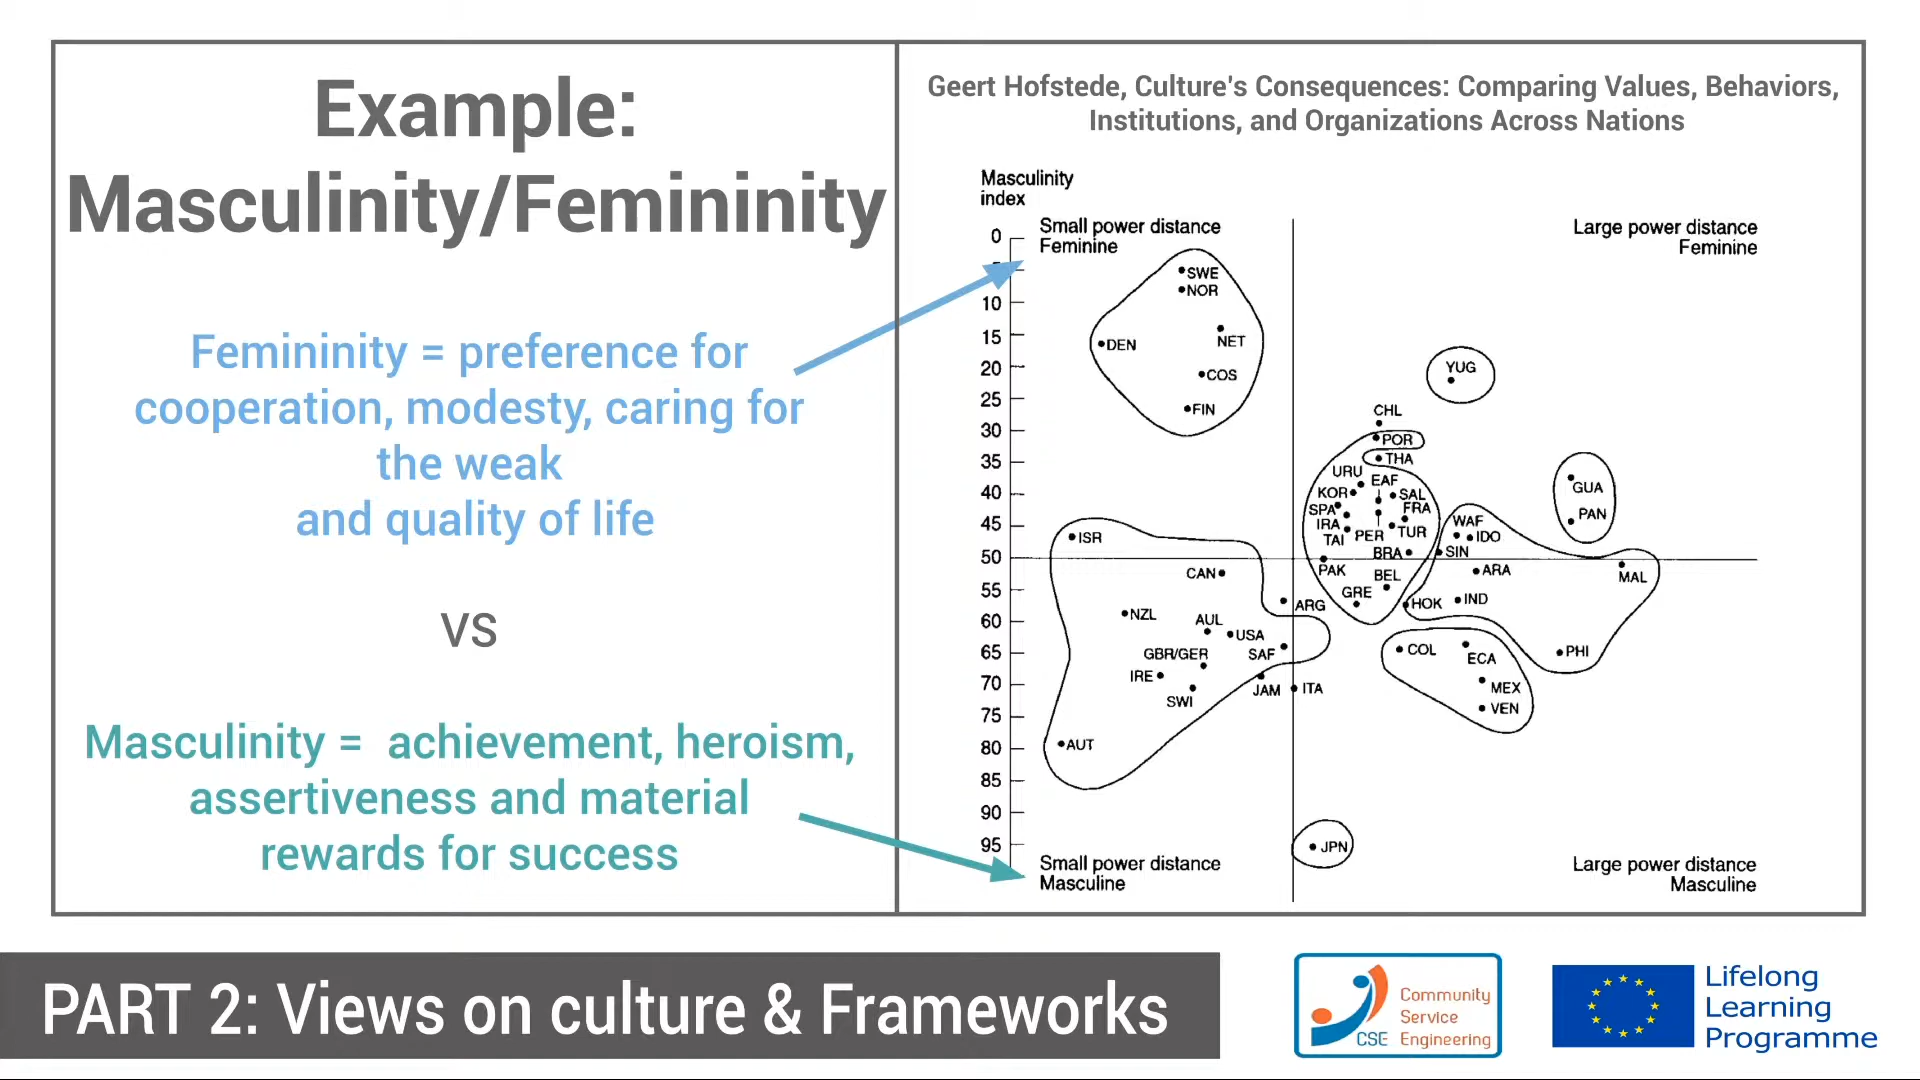 Example:
Masculinity/Femininity
Femininity = preference for
cooperation, modesty, caring for
the weak
and quality of life
VS
Masculinity = achievement, heroism,
assertiveness and material
rewards for success
Geert Hofstede, Culture's Consequences: Comparing Values, Behaviors,
Institutions, and Organizations Across Nations
Masculinity
index
Small power distance
Feminine
Large power distance
Feminine
0
10
15
20
25
30
35
40
45
50
55
60
65
70
75
80
85
90
95
SWE
NOR
DEN
NET
COS
FIN
YUG
CHL
POR
THA
URU
EAF
KOR
SAL
SPA
FRA
IRA
PER
TUR
TAI
BRA
PAK
BEL
GRE
GUA
PAN
WAF
IDO
SIN
ARA
MAL
HOK
IND
PHI
ISR
CAN
ARG
NZL
AUL
USA
GBR/GER
SAF
IRE
SWI
JAM
ITA
AUT
COL
ECA
MEX
VEN
JPN
Small power distance
Masculine
Large power distance
Masculine
PART 2: Views on culture & Frameworks
CSE
Community
Service
Engineering
Lifelong
Learning
Programme